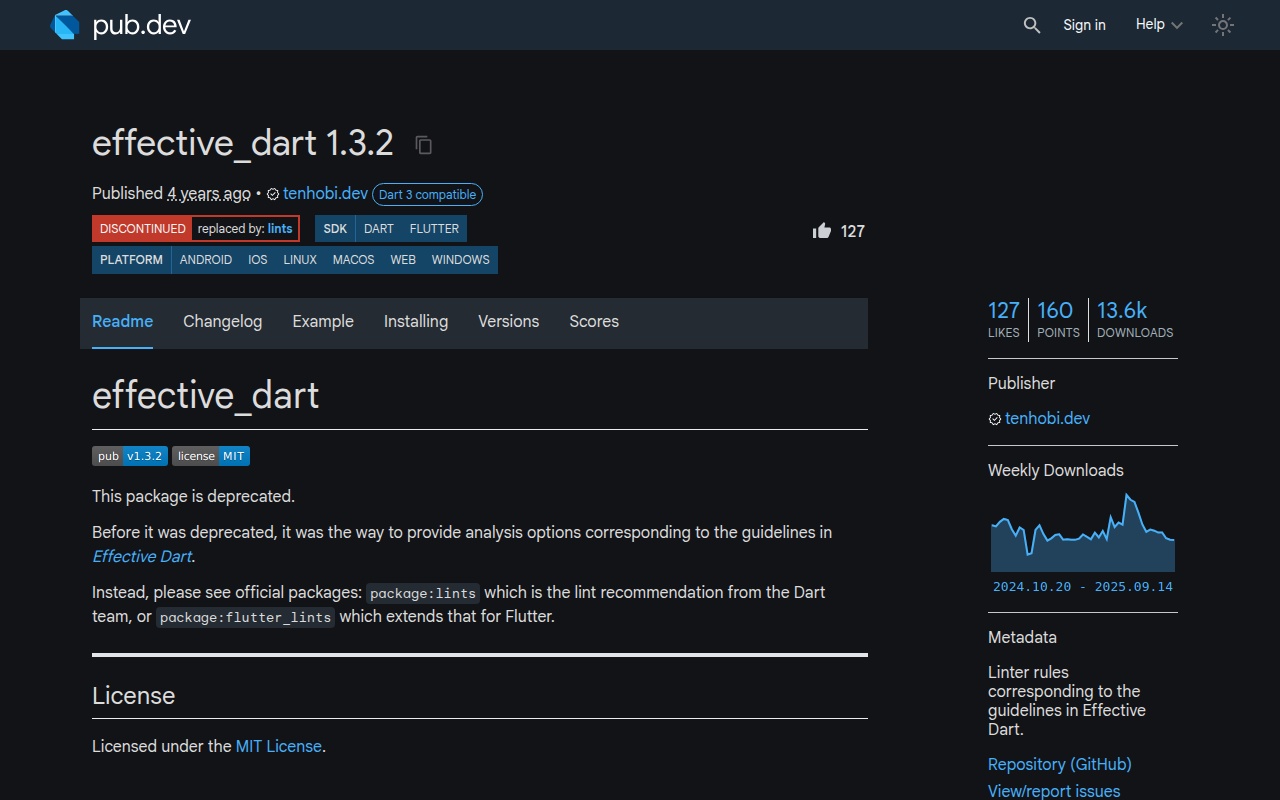 pub.dev
Sign in
Help
effective_dart 1.3.2
Published 4 years ago • tenhobi.dev Dart 3 compatible
DISCONTINUED replaced by: lints SDK DART FLUTTER
127
PLATFORM ANDROID IOS LINUX MACOS WEB WINDOWS
Readme Changelog Example Installing Versions Scores
effective_dart
pub v1.3.2 license MIT
This package is deprecated.
Before it was deprecated, it was the way to provide analysis options corresponding to the guidelines in
Effective Dart.
Instead, please see official packages: package:lints which is the lint recommendation from the Dart
team, or package:flutter_lints which extends that for Flutter.
License
Licensed under the MIT License.
127 160 13.6k
LIKES POINTS DOWNLOADS
Publisher
tenhobi.dev
Weekly Downloads
2024.10.20 - 2025.09.14
Metadata
Linter rules
corresponding to the
guidelines in Effective
Dart.
Repository (GitHub)
View/report issues